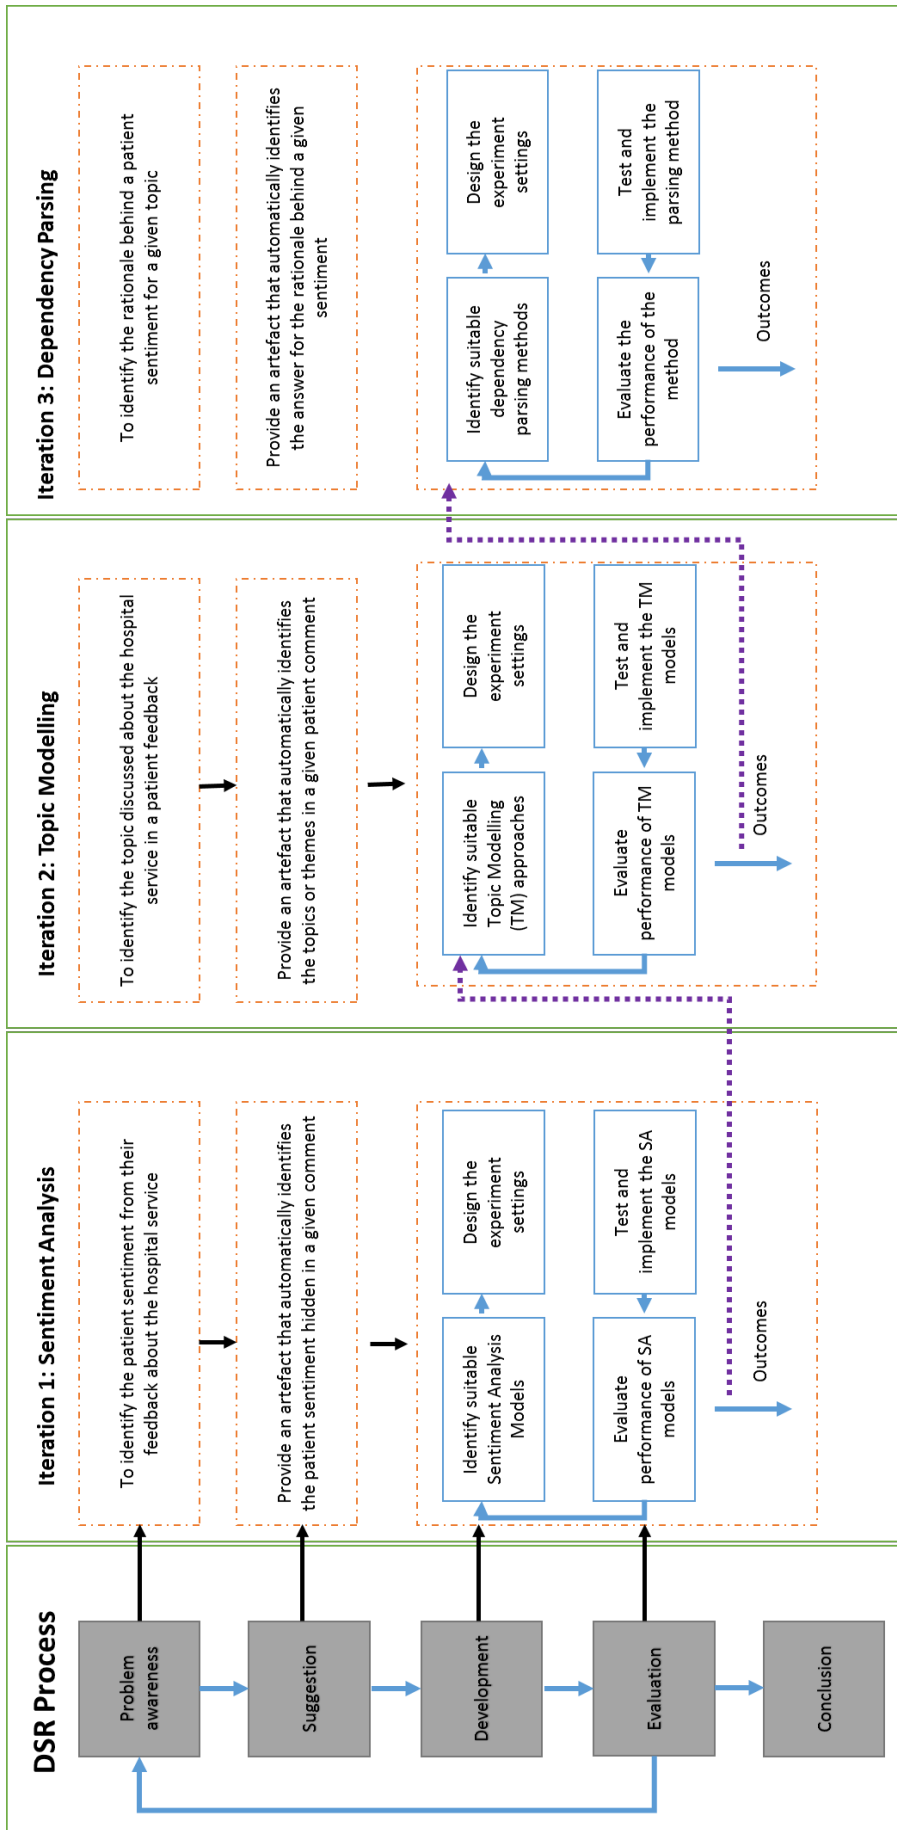 DSR Process
Problem
awareness
Suggestion
Development
Evaluation
Conclusion
Iteration 1: Sentiment Analysis
To identify the patient sentiment from their
feedback about the hospital service
Provide an artefact that automatically identifies
the patient sentiment hidden in a given comment
Identify suitable
Sentiment Analysis
Models
Design the
experiment
settings
Evaluate
performance of SA
models
Test and
implement the SA
models
Outcomes
Iteration 2: Topic Modelling
To identify the topic discussed about the hospital
service in a patient feedback
Provide an artefact that automatically identifies
the topics or themes in a given patient comment
Identify suitable
Topic Modelling
(TM) approaches
Design the
experiment
settings
Evaluate
performance of TM
models
Test and
implement the TM
models
Outcomes
Iteration 3: Dependency Parsing
To identify the rationale behind a patient
sentiment for a given topic
Provide an artefact that automatically identifies
the answer for the rationale behind a given
sentiment
Identify suitable
dependency
parsing methods
Design the
experiment
settings
Evaluate the
performance of the
method
Test and
implement the
parsing method
Outcomes